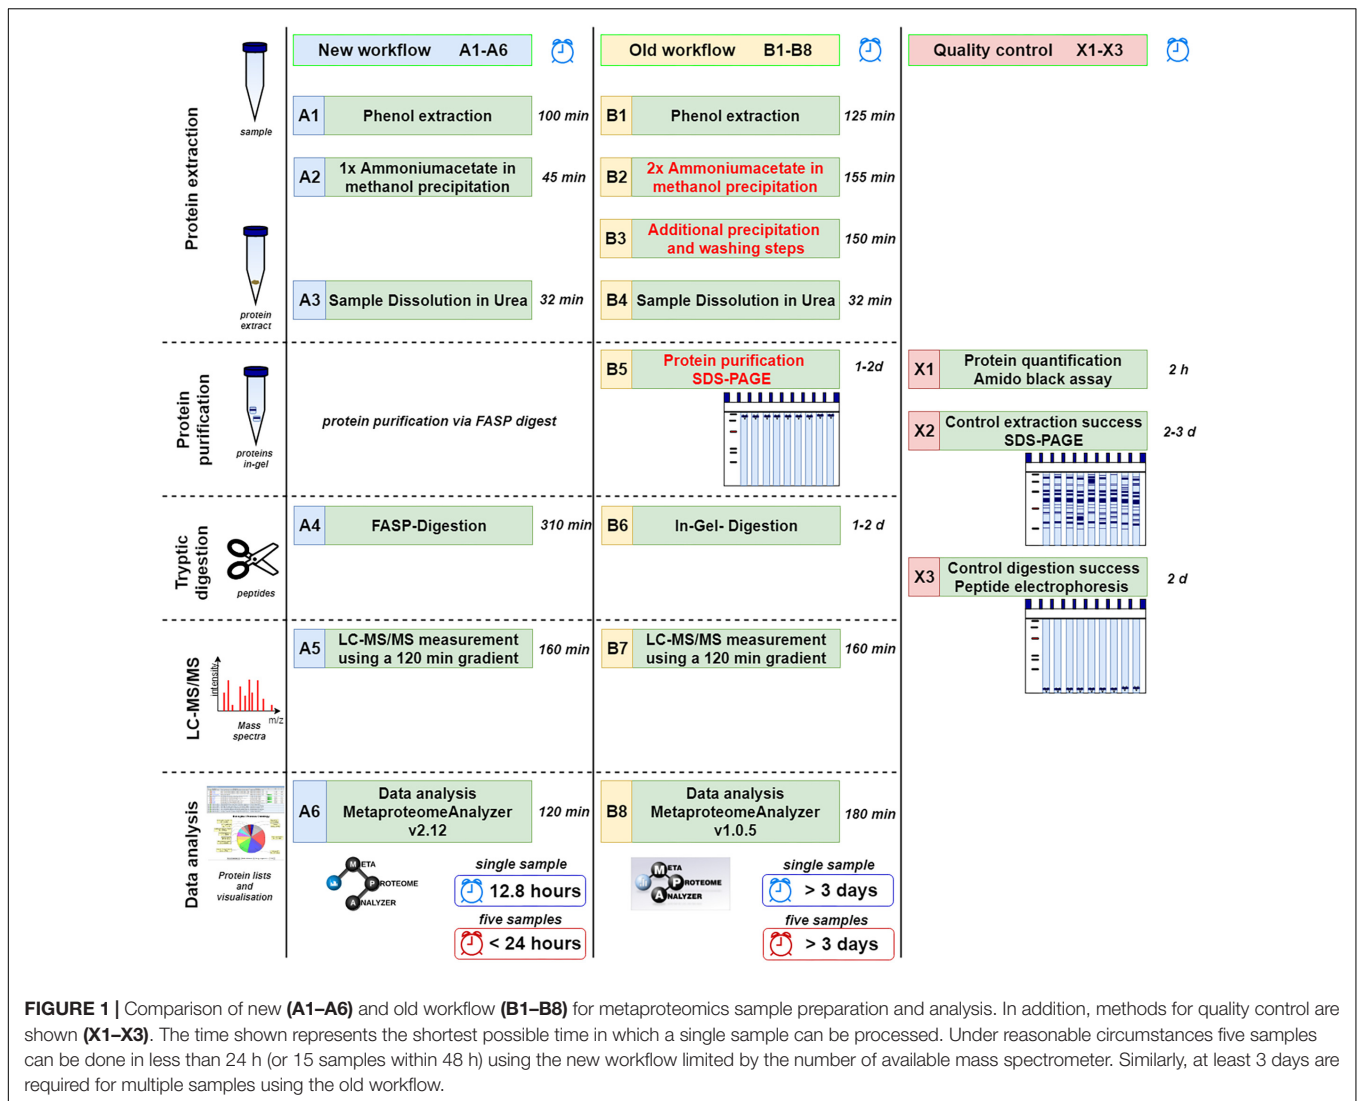 New workflow A1-A6
Old workflow B1-B8
Quality control X1-X3
Protein extraction
sample
A1 Phenol extraction 100 min
B1 Phenol extraction 125 min
A2 1x Ammoniumacetate in
methanol precipitation 45 min
B2 2x Ammoniumacetate in
methanol precipitation 155 min
B3 Additional precipitation
and washing steps 150 min
protein
extract
A3 Sample Dissolution in Urea 32 min
B4 Sample Dissolution in Urea 32 min
Protein
purification
proteins
in-gel
protein purification via FASP digest
B5 Protein purification
SDS-PAGE 1-2d
X1 Protein quantification
Amido black assay 2 h
X2 Control extraction success
SDS-PAGE 2-3 d
Tryptic
digestion
peptides
A4 FASP-Digestion 310 min
B6 In-Gel- Digestion 1-2 d
X3 Control digestion success
Peptide electrophoresis 2 d
LC-MS/MS
intensity
m/z
Mass
spectra
A5 LC-MS/MS measurement
using a 120 min gradient 160 min
B7 LC-MS/MS measurement
using a 120 min gradient 160 min
Data analysis
Protein lists
and
visualisation
A6 Data analysis
MetaproteomeAnalyzer
v2.12 120 min
B8 Data analysis
MetaproteomeAnalyzer
v1.0.5 180 min
META
PROTEOME
ANALYZER
single sample
12.8 hours
five samples
< 24 hours
META
PROTEOME
ANALYZER
single sample
> 3 days
five samples
> 3 days
FIGURE 1 | Comparison of new (A1–A6) and old workflow (B1–B8) for metaproteomics sample preparation and analysis. In addition, methods for quality control are
shown (X1–X3). The time shown represents the shortest possible time in which a single sample can be processed. Under reasonable circumstances five samples
can be done in less than 24 h (or 15 samples within 48 h) using the new workflow limited by the number of available mass spectrometer. Similarly, at least 3 days are
required for multiple samples using the old workflow.